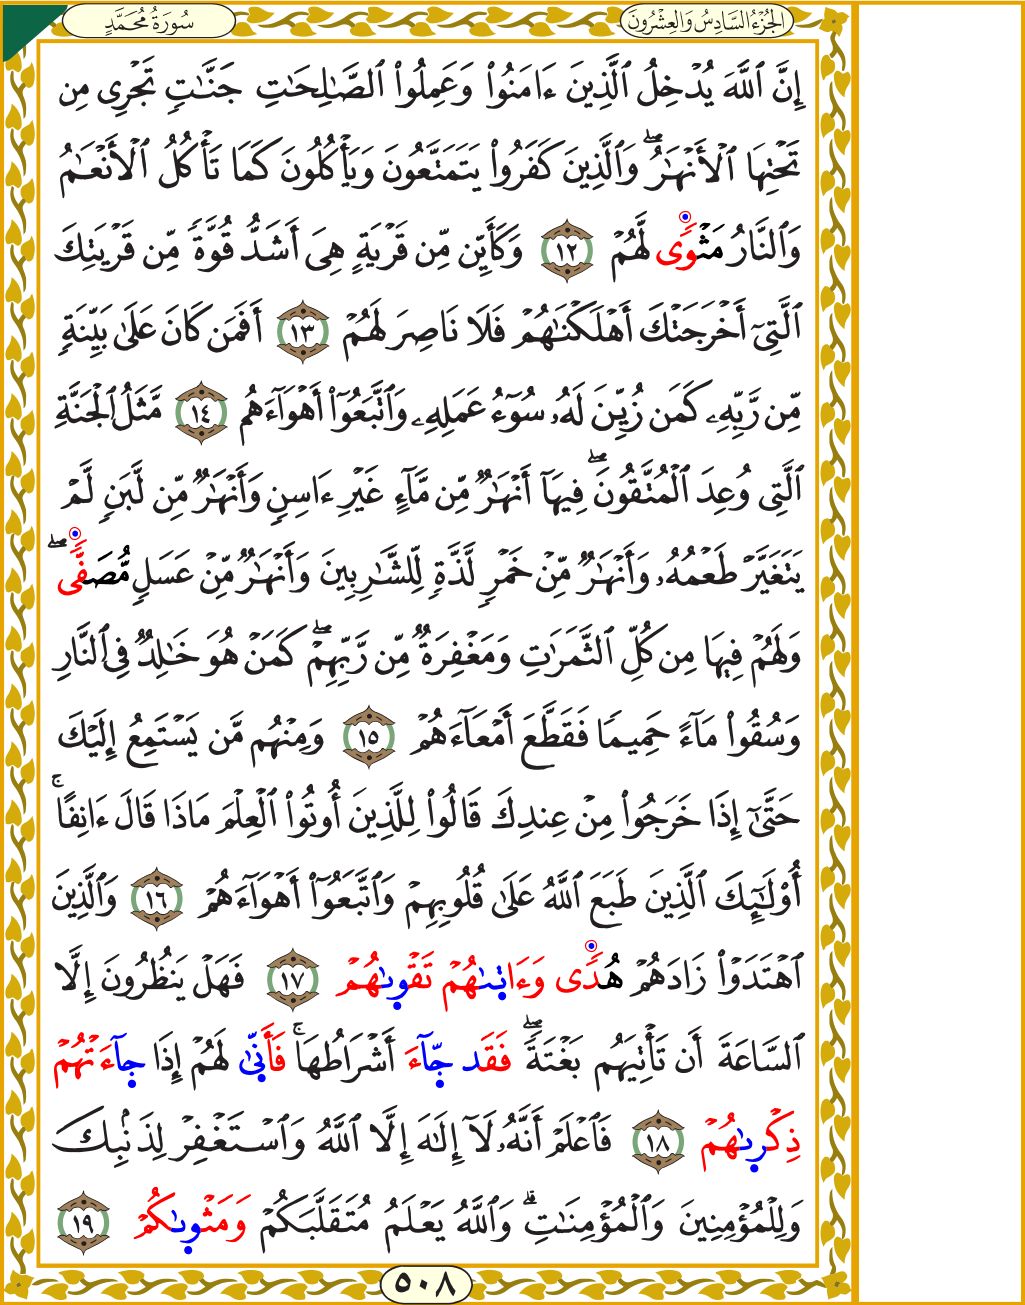 سُورَةُ مُحَمَّدٍ
الجُزْءُ السَّادِسُ وَالعِشْرُونَ
إِنَّ ٱللَّهَ يُدْخِلُ ٱلَّذِينَ ءَامَنُوا۟ وَعَمِلُوا۟ ٱلصَّـٰلِحَـٰتِ جَنَّـٰتٍ تَجْرِى مِن
تَحْتِهَا ٱلْأَنْهَـٰرُ ۖ وَٱلَّذِينَ كَفَرُوا۟ يَتَمَتَّعُونَ وَيَأْكُلُونَ كَمَا تَأْكُلُ ٱلْأَنْعَـٰمُ
وَٱلنَّارُ مَثْوًى لَّهُمْ ١٢ وَكَأَيِّن مِّن قَرْيَةٍ هِىَ أَشَدُّ قُوَّةً مِّن قَرْيَتِكَ
ٱلَّتِىٓ أَخْرَجَتْكَ أَهْلَكْنَـٰهُمْ فَلَا نَاصِرَ لَهُمْ ١٣ أَفَمَن كَانَ عَلَىٰ بَيِّنَةٍ
مِّن رَّبِّهِۦ كَمَن زُيِّنَ لَهُۥ سُوٓءُ عَمَلِهِۦ وَٱتَّبَعُوٓا۟ أَهْوَآءَهُم ١٤ مَّثَلُ ٱلْجَنَّةِ
ٱلَّتِى وُعِدَ ٱلْمُتَّقُونَ ۖ فِيهَآ أَنْهَـٰرٌ مِّن مَّآءٍ غَيْرِ ءَاسِنٍ وَأَنْهَـٰرٌ مِّن لَّبَنٍ لَّمْ
يَتَغَيَّرْ طَعْمُهُۥ وَأَنْهَـٰرٌ مِّنْ خَمْرٍ لَّذَّةٍ لِّلشَّـٰرِبِينَ وَأَنْهَـٰرٌ مِّنْ عَسَلٍ مُّصَفًّى ۖ
وَلَهُمْ فِيهَا مِن كُلِّ ٱلثَّمَرَٰتِ وَمَغْفِرَةٌ مِّن رَّبِّهِمْ ۖ كَمَنْ هُوَ خَـٰلِدٌ فِى ٱلنَّارِ
وَسُقُوا۟ مَآءً حَمِيمًا فَقَطَّعَ أَمْعَآءَهُمْ ١٥ وَمِنْهُم مَّن يَسْتَمِعُ إِلَيْكَ
حَتَّىٰٓ إِذَا خَرَجُوا۟ مِنْ عِندِكَ قَالُوا۟ لِلَّذِينَ أُوتُوا۟ ٱلْعِلْمَ مَاذَا قَالَ ءَانِفًا ۚ
أُو۟لَـٰٓئِكَ ٱلَّذِينَ طَبَعَ ٱللَّهُ عَلَىٰ قُلُوبِهِمْ وَٱتَّبَعُوٓا۟ أَهْوَآءَهُمْ ١٦ وَٱلَّذِينَ
ٱهْتَدَوْا۟ زَادَهُمْ هُدًى وَءَاتَىٰهُمْ تَقْوَىٰهُمْ ١٧ فَهَلْ يَنظُرُونَ إِلَّا
ٱلسَّاعَةَ أَن تَأْتِيَهُم بَغْتَةً ۖ فَقَد جَّآءَ أَشْرَاطُهَا ۚ فَأَنَّىٰ لَهُمْ إِذَا جَآءَتْهُمْ
ذِكْرَىٰهُمْ ١٨ فَٱعْلَمْ أَنَّهُۥ لَآ إِلَـٰهَ إِلَّا ٱللَّهُ وَٱسْتَغْفِرْ لِذَنۢبِكَ
وَلِلْمُؤْمِنِينَ وَٱلْمُؤْمِنَـٰتِ ۗ وَٱللَّهُ يَعْلَمُ مُتَقَلَّبَكُمْ وَمَثْوَىٰكُمْ ١٩
٥٠٨